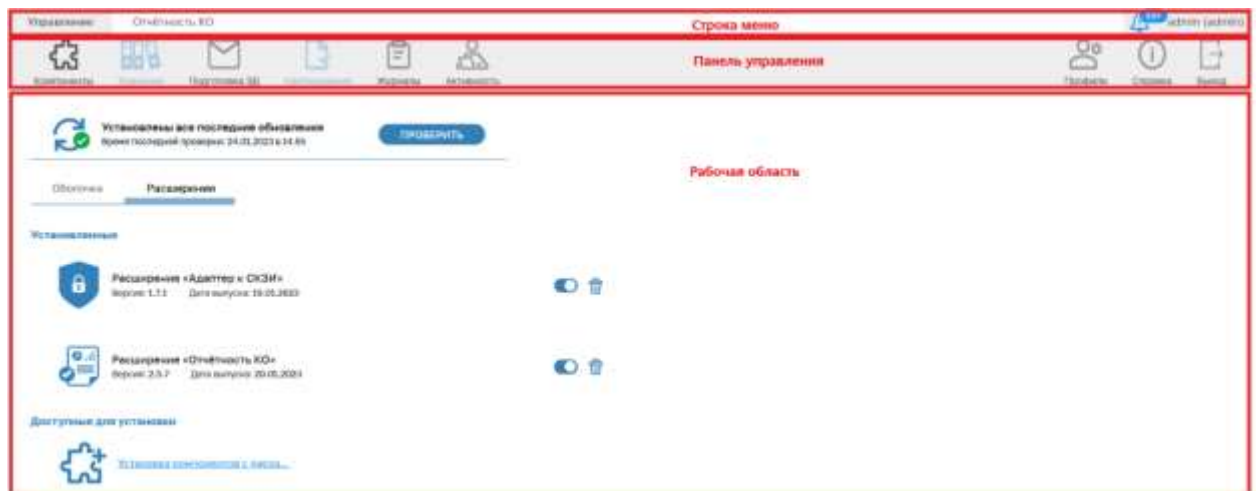 Управление Отчётность КО Строка меню admin (admin)
Панель управления
Компоненты Подготовка ЭД Журналы Активность Профили Справка Выход
Установлены все последние обновления
Время последней проверки: 24.01.2023 в 14:55
ПРОВЕРИТЬ
Рабочая область
Оболочка Расширения
Установленные
Расширение «Адаптер к СКЗИ»
Версия: 1.7.1 Дата выпуска: 19.01.2023
Расширение «Отчётность КО»
Версия: 2.5.7 Дата выпуска: 20.01.2023
Доступные для установки
Установка компонентов с диска...